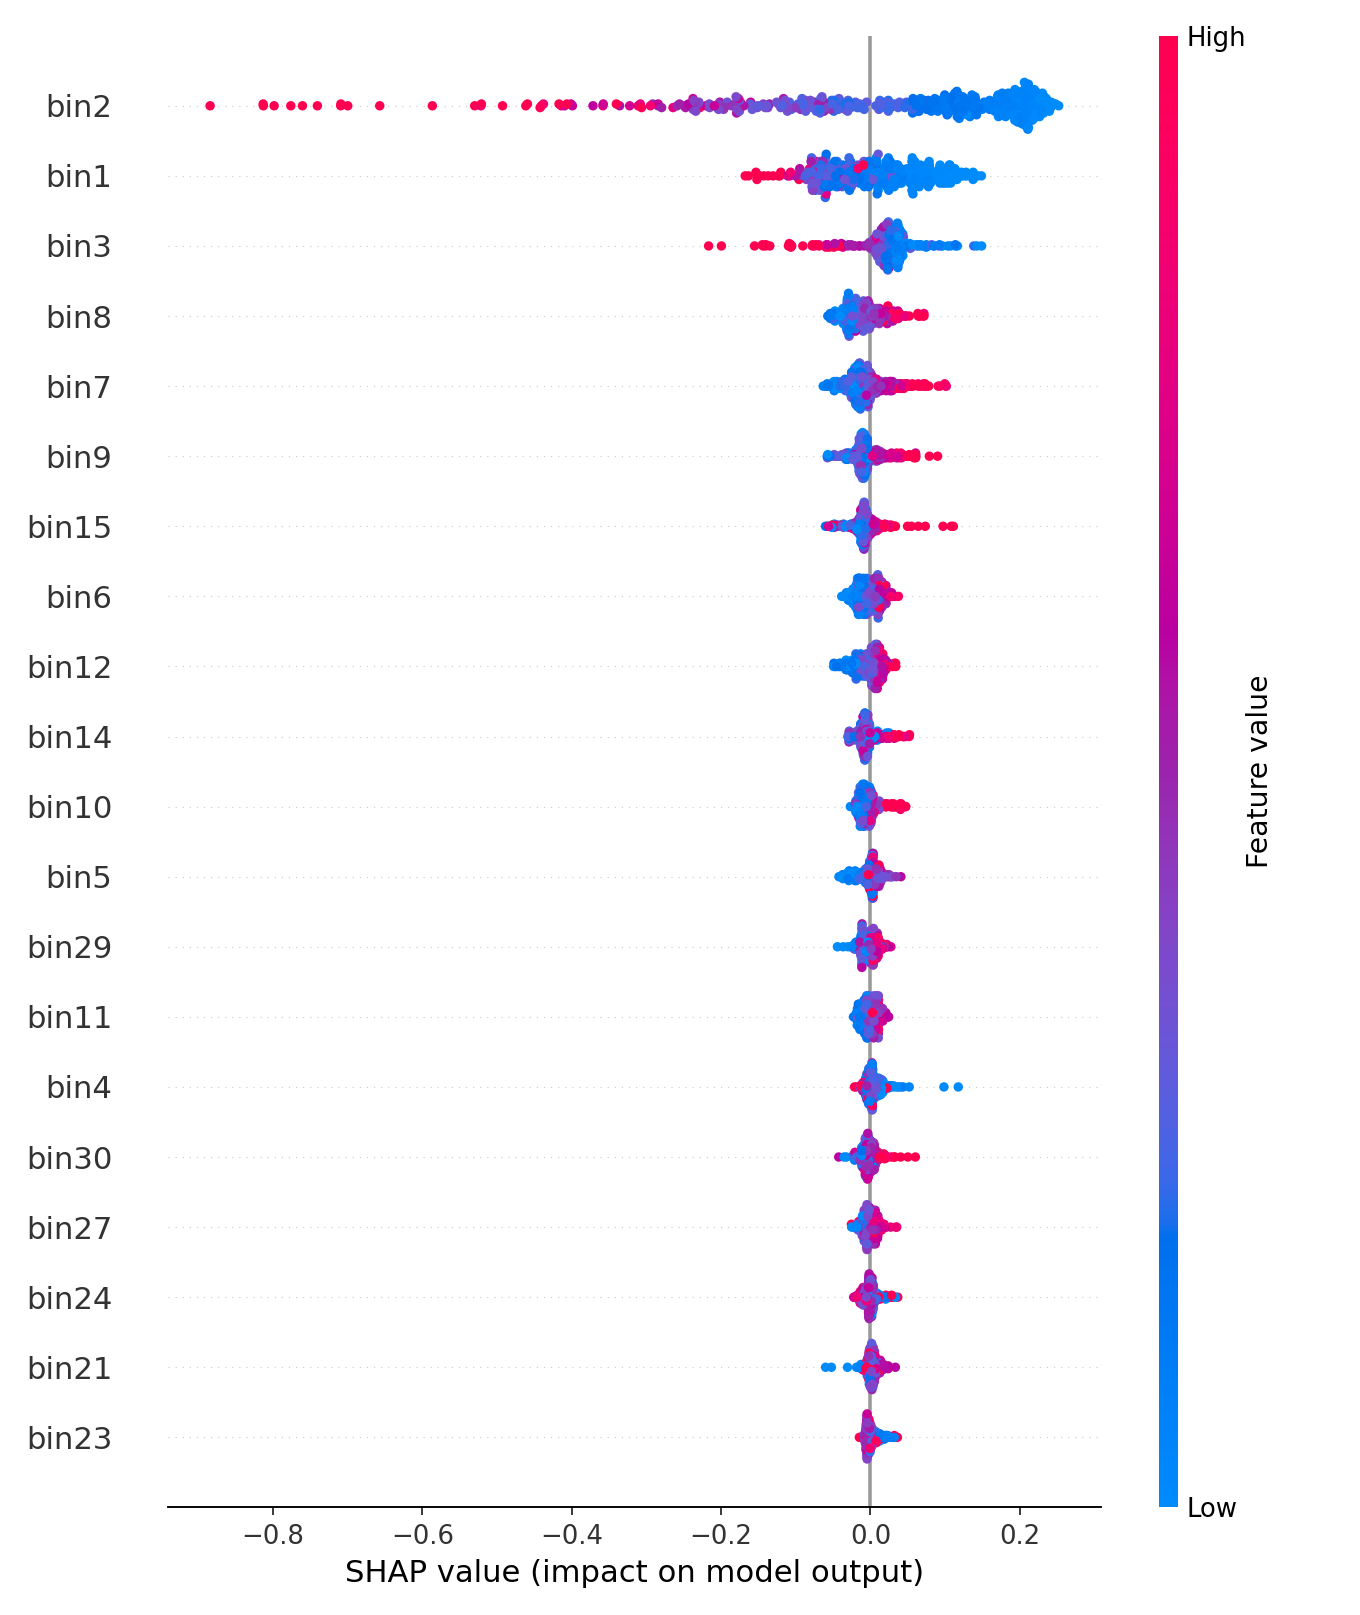 High
bin2
bin1
bin3
bin8
bin7
bin9
bin15
bin6
bin12
bin14
bin10
bin5
bin29
bin11
bin4
bin30
bin27
bin24
bin21
bin23
Feature value
Low
−0.8 −0.6 −0.4 −0.2 0.0 0.2
SHAP value (impact on model output)